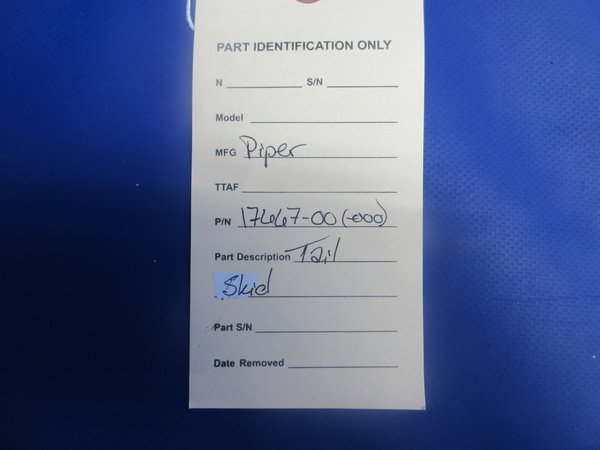 PART IDENTIFICATION ONLY
N S/N
Model
MFG Piper
TTAF
P/N 17667-00 (-000)
Part Description Tail
Skid
Part S/N
Date Removed